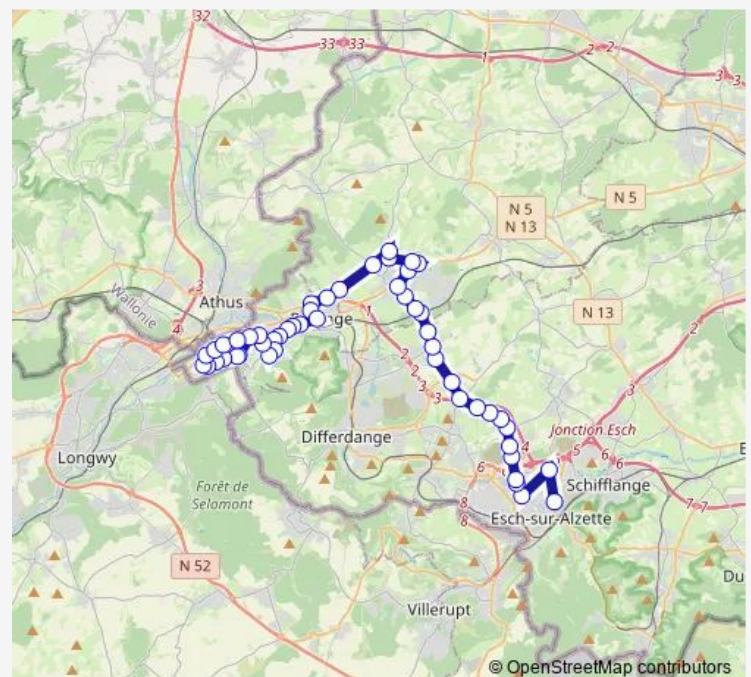 32
33
33
1
2
2
3
3
N 5
N 5
N 13
Athus
Wallonie
3
4
1
N 13
2
2
3
3
2
3
Differdange
Jonction Esch
4
5
6
6
6
Longwy
Schifflange
Forêt de
Selomont
8
8
7
7
Esch-sur-Alzette
N 52
Du
Villerupt
© OpenStreetMap contributors